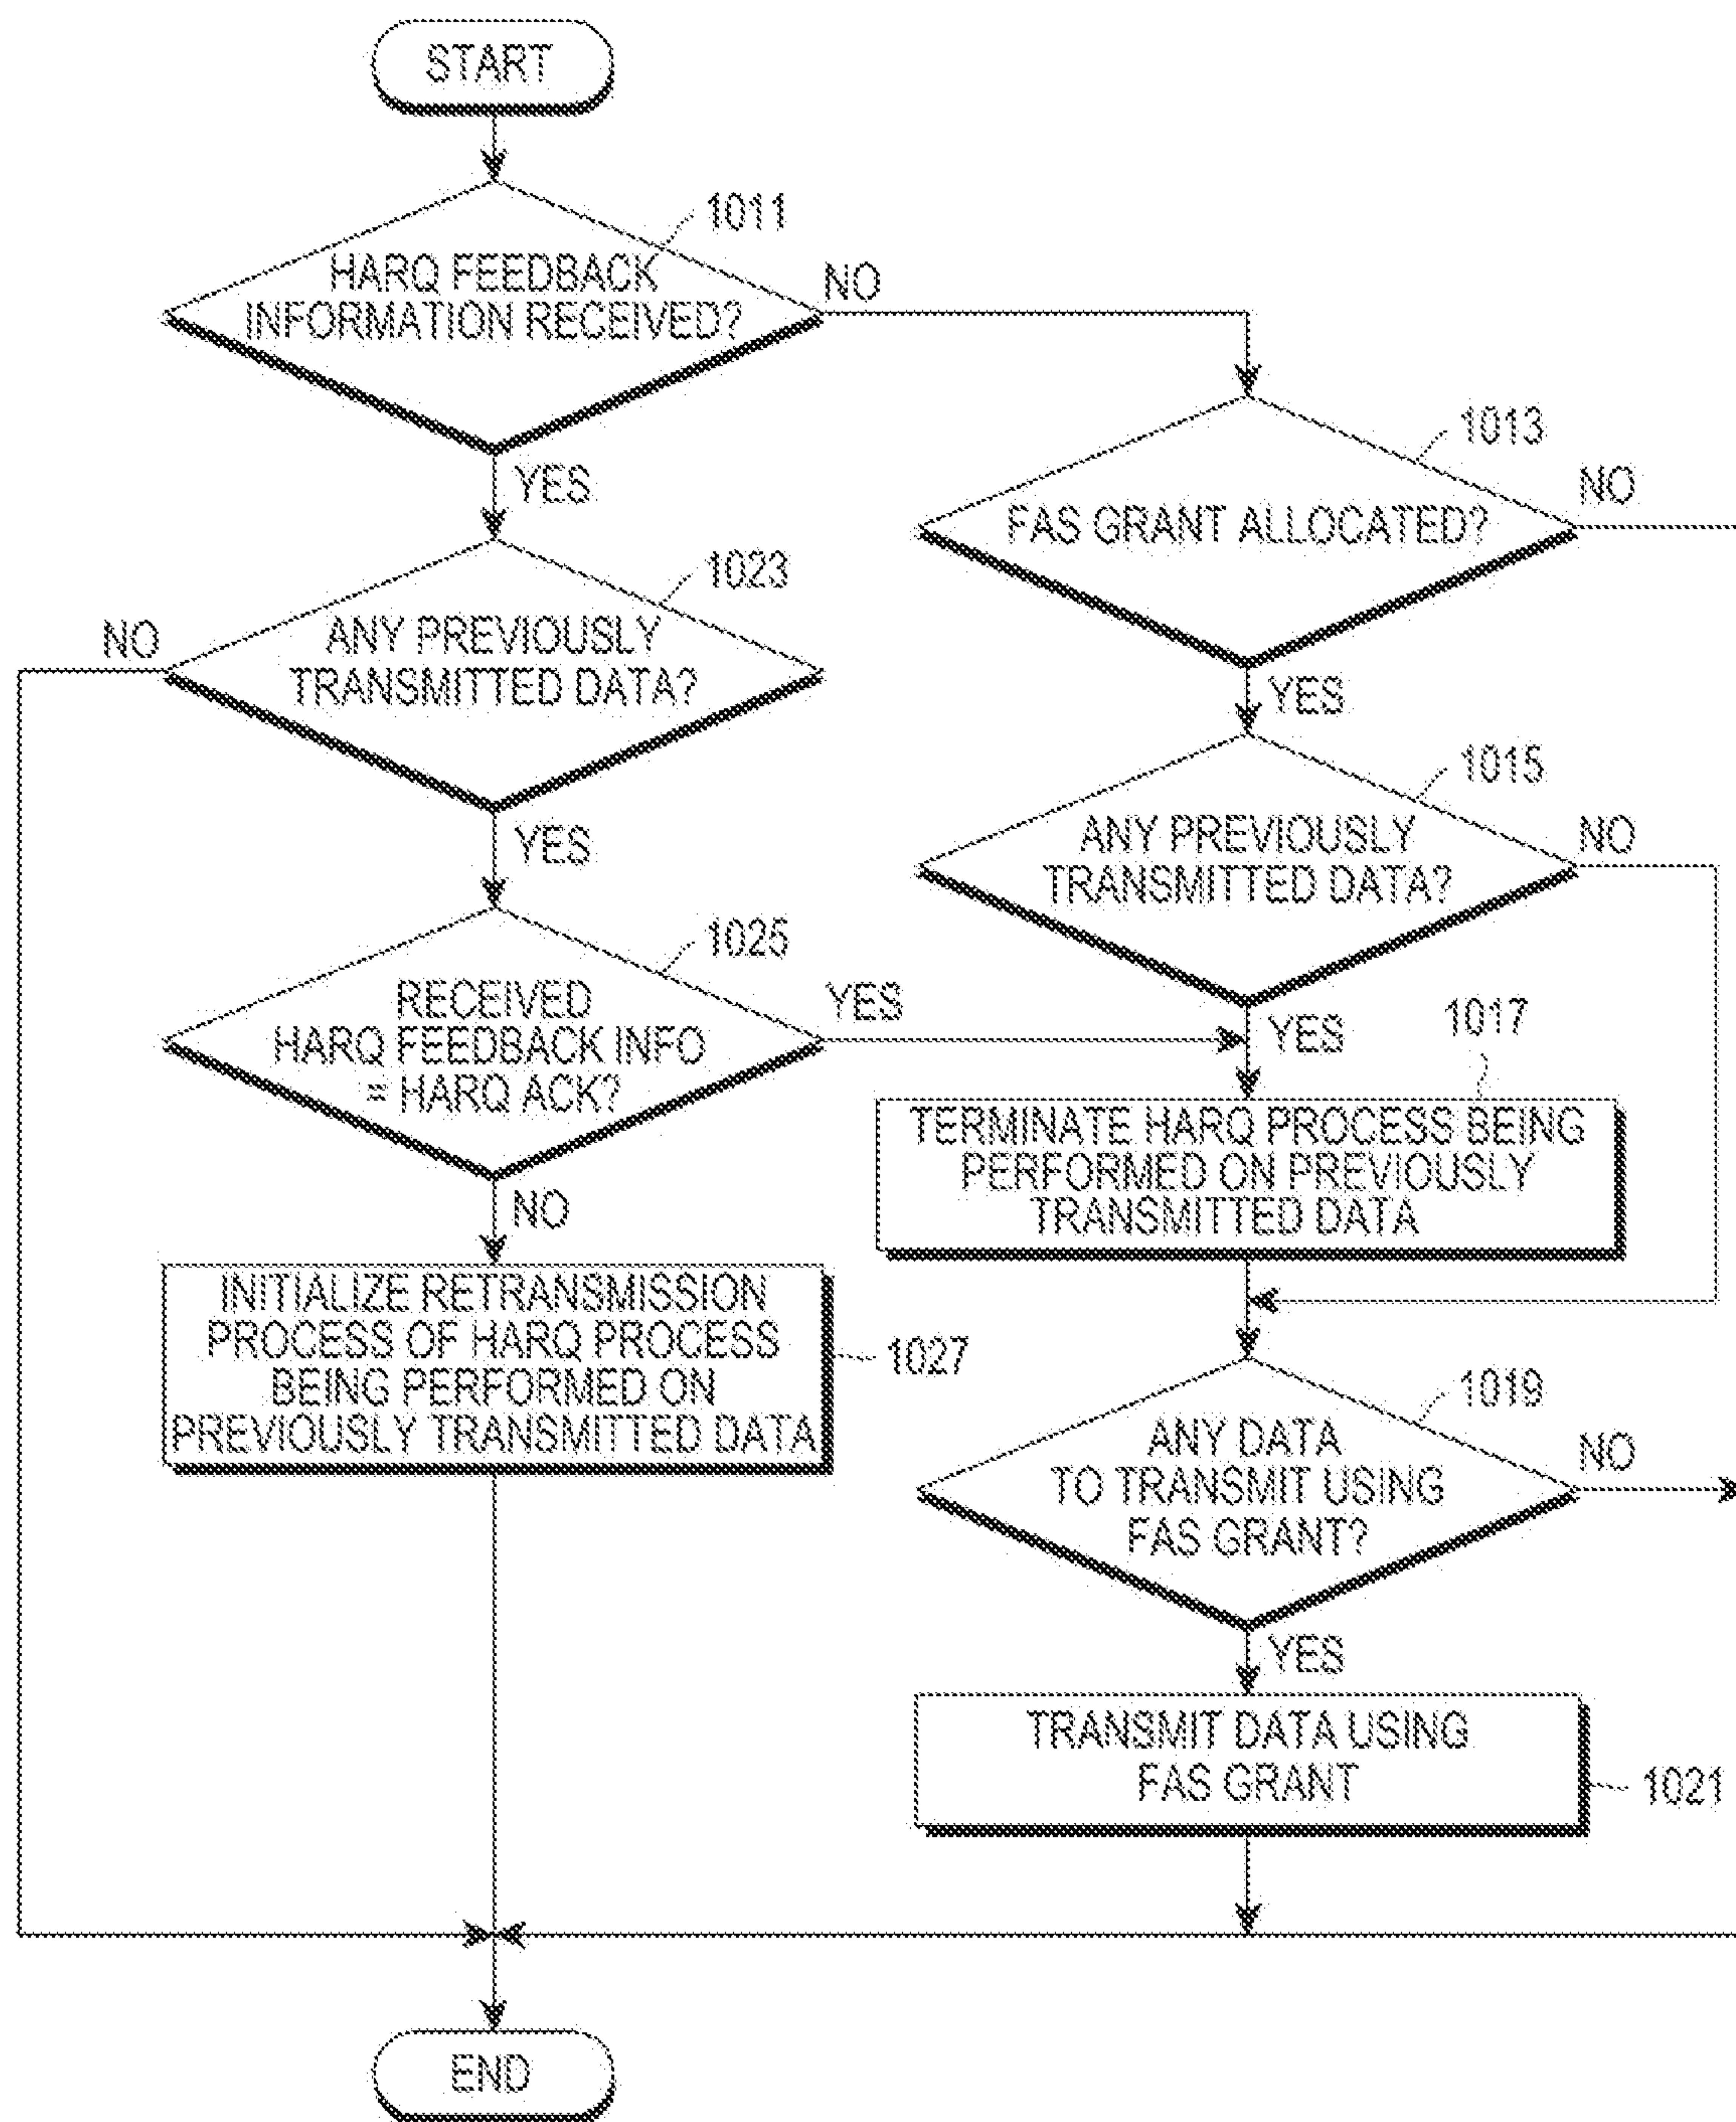 START
1011
HARQ FEEDBACK
INFORMATION RECEIVED?
NO
YES
1013
FAS GRANT ALLOCATED?
NO
YES
1023
ANY PREVIOUSLY
TRANSMITTED DATA?
NO
YES
1015
ANY PREVIOUSLY
TRANSMITTED DATA?
NO
YES
1025
RECEIVED
HARQ FEEDBACK INFO
= HARQ ACK?
YES
NO
1017
TERMINATE HARQ PROCESS BEING
PERFORMED ON PREVIOUSLY
TRANSMITTED DATA
INITIALIZE RETRANSMISSION
PROCESS OF HARQ PROCESS
BEING PERFORMED ON
PREVIOUSLY TRANSMITTED DATA
1027
1019
ANY DATA
TO TRANSMIT USING
FAS GRANT?
NO
YES
TRANSMIT DATA USING
FAS GRANT
1021
END